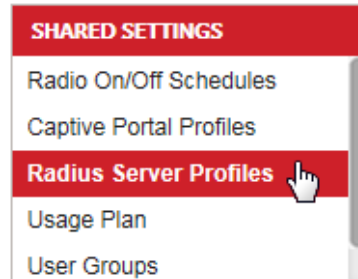 SHARED SETTINGS
Radio On/Off Schedules
Captive Portal Profiles
Radius Server Profiles
Usage Plan
User Groups